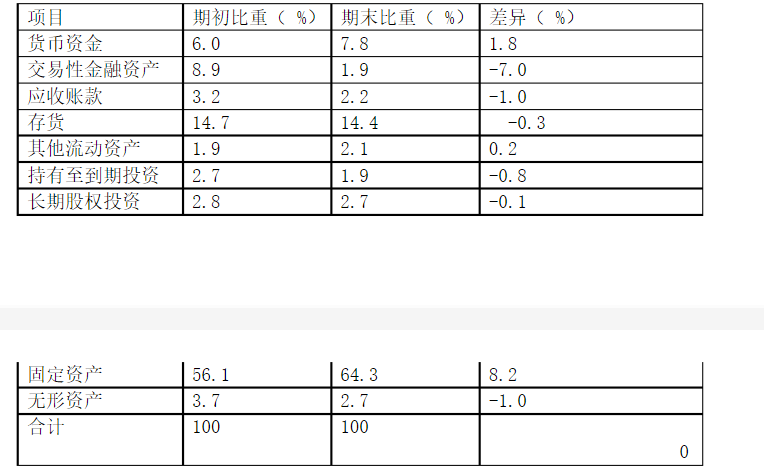 项目 期初比重（ %） 期末比重（ %） 差异（ %）
货币资金 6.0 7.8 1.8
交易性金融资产 8.9 1.9 -7.0
应收账款 3.2 2.2 -1.0
存货 14.7 14.4 -0.3
其他流动资产 1.9 2.1 0.2
持有至到期投资 2.7 1.9 -0.8
长期股权投资 2.8 2.7 -0.1
固定资产 56.1 64.3 8.2
无形资产 3.7 2.7 -1.0
合计 100 100
0